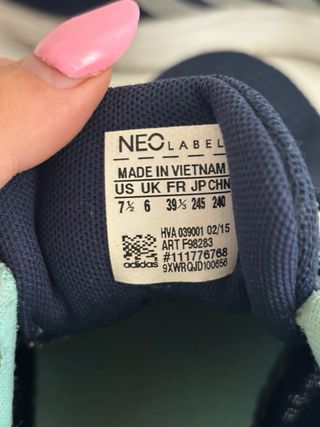 NEO LABEL
MADE IN VIETNAM
US UK FR JP CHN
7½ 6 39⅓ 245 240
HVA 039001 02/15
ART F98283
#111776768
adidas 9XWRQJD100656